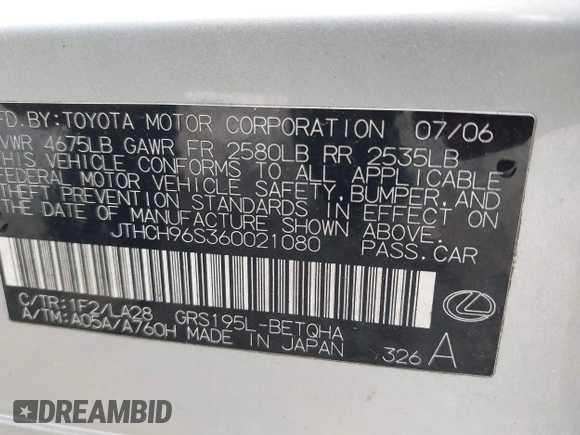 FD. BY: TOYOTA MOTOR CORPORATION 07/06
VWR 4675LB GAWR FR 2580LB RR 2535LB
THIS VEHICLE CONFORMS TO ALL APPLICABLE
FEDERAL MOTOR VEHICLE SAFETY, BUMPER, AND
THEFT PREVENTION STANDARDS IN EFFECT ON
THE DATE OF MANUFACTURE SHOWN ABOVE.
JTHCH96S360021080 PASS. CAR
C/TR: 1F2/LA28 GRS195L-BETQHA
A/TM: A05A/A760H MADE IN JAPAN
326 A
DREAMBID